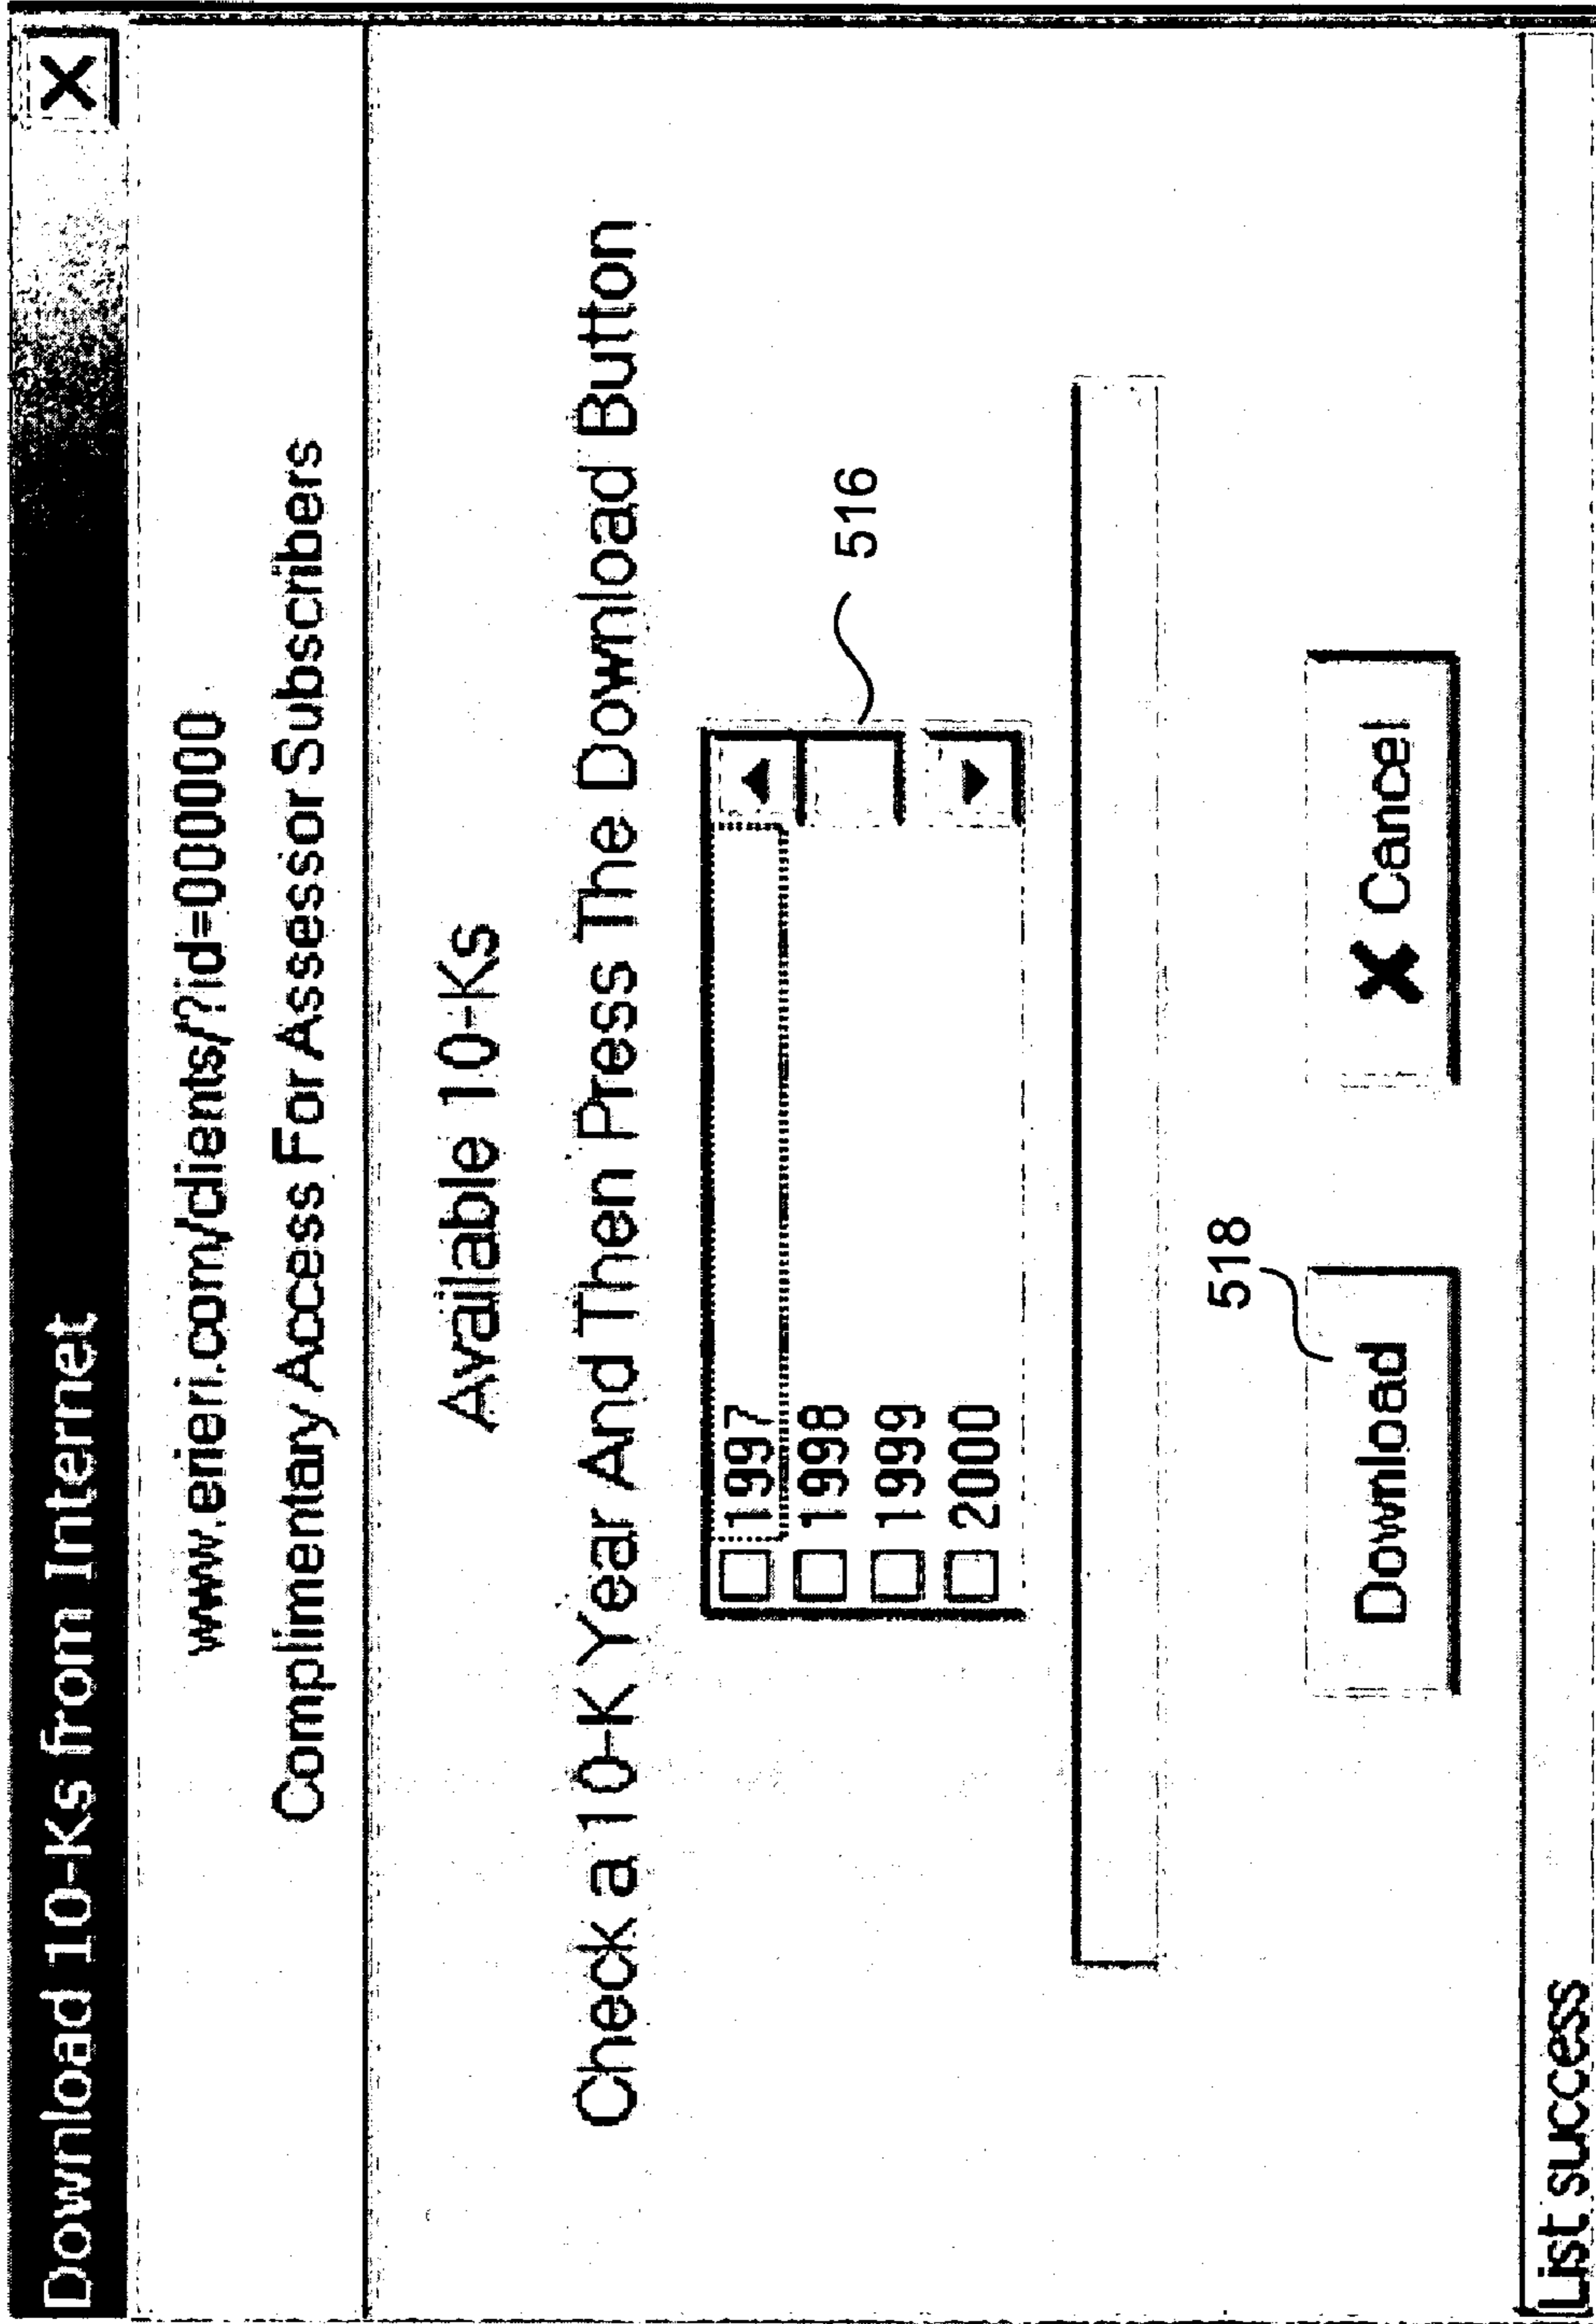 Download 10-Ks from Internet
www.erieri.com/clients/?id=000000
Complimentary Access For Assessor Subscribers
Available 10-Ks
Check a 10-K Year And Then Press The Download Button
1997
1998
1999
2000
516
518
Download
X Cancel
List success